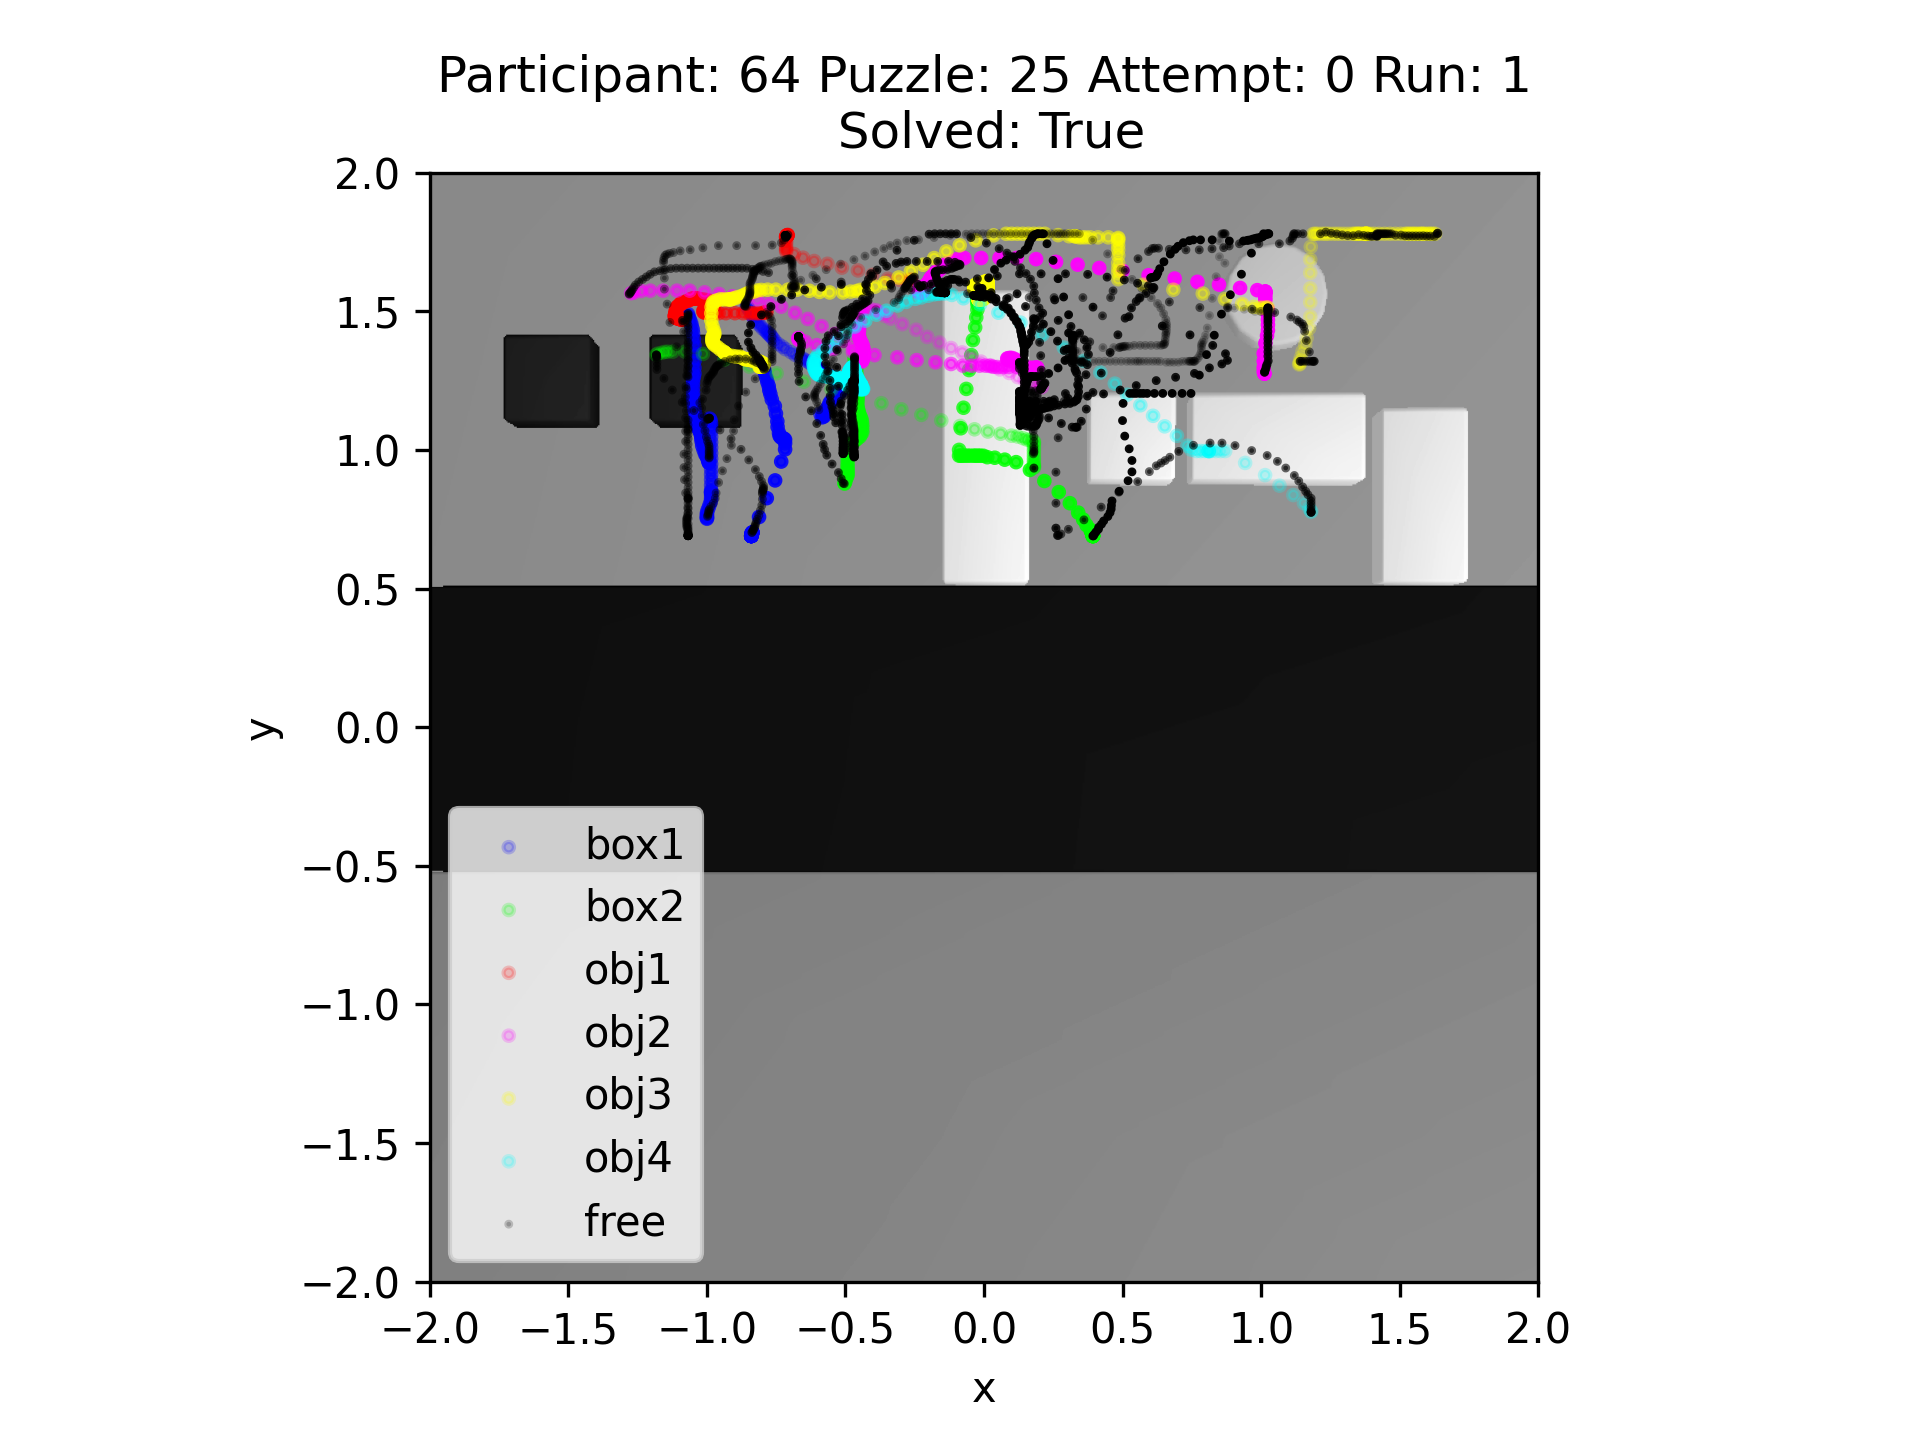 Participant: 64 Puzzle: 25 Attempt: 0 Run: 1
Solved: True
2.0
1.5
1.0
0.5
0.0
−0.5
−1.0
−1.5
−2.0
y
box1
box2
obj1
obj2
obj3
obj4
free
−2.0 −1.5 −1.0 −0.5 0.0 0.5 1.0 1.5 2.0
x